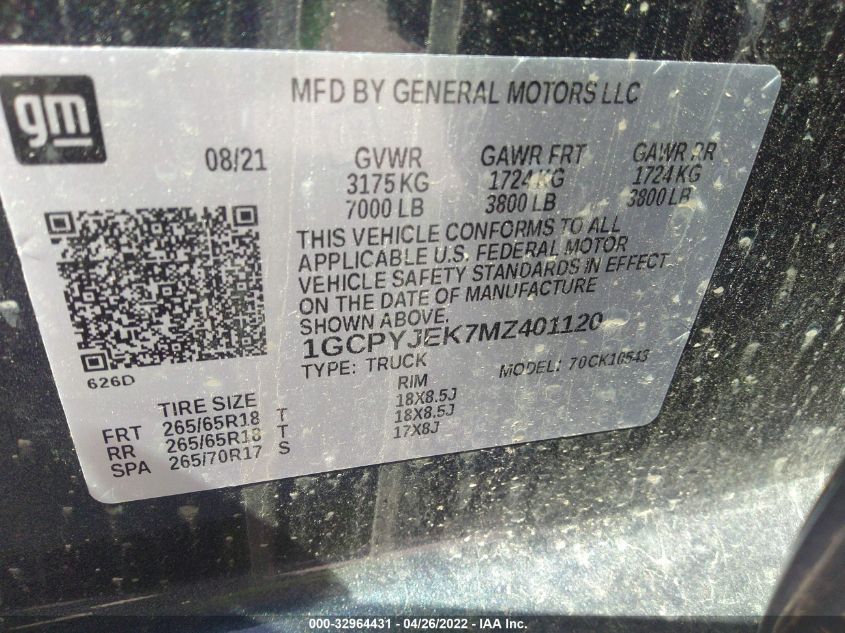 gm
MFD BY GENERAL MOTORS LLC
08/21 GVWR GAWR FRT GAWR RR
3175 KG 1724 KG 1724 KG
7000 LB 3800 LB 3800 LB
THIS VEHICLE CONFORMS TO ALL
APPLICABLE U.S. FEDERAL MOTOR
VEHICLE SAFETY STANDARDS IN EFFECT
ON THE DATE OF MANUFACTURE
SHOWN ABOVE.
1GCPYJEK7MZ401120
TYPE: TRUCK MODEL: 70CK10543
626D
TIRE SIZE RIM
FRT 265/65R18 T 18X8.5J
RR 265/65R18 T 18X8.5J
SPA 265/70R17 S 17X8J
000-32964431 - 04/26/2022 - IAA Inc.